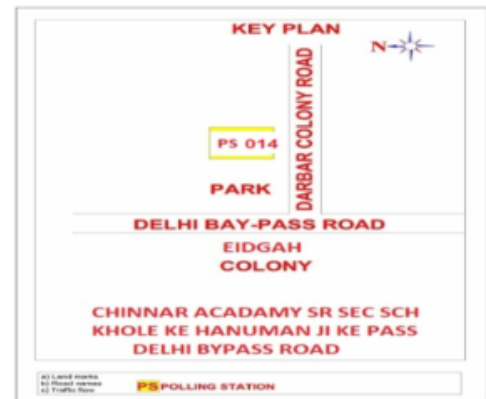 KEY PLAN
N
DARBAR COLONY ROAD
PS 014
PARK
DELHI BAY-PASS ROAD
EIDGAH
COLONY
CHINNAR ACADAMY SR SEC SCH
KHOLE KE HANUMAN JI KE PASS
DELHI BYPASS ROAD
a) Land marks
b) Road names
c) Traffic flow
PS POLLING STATION